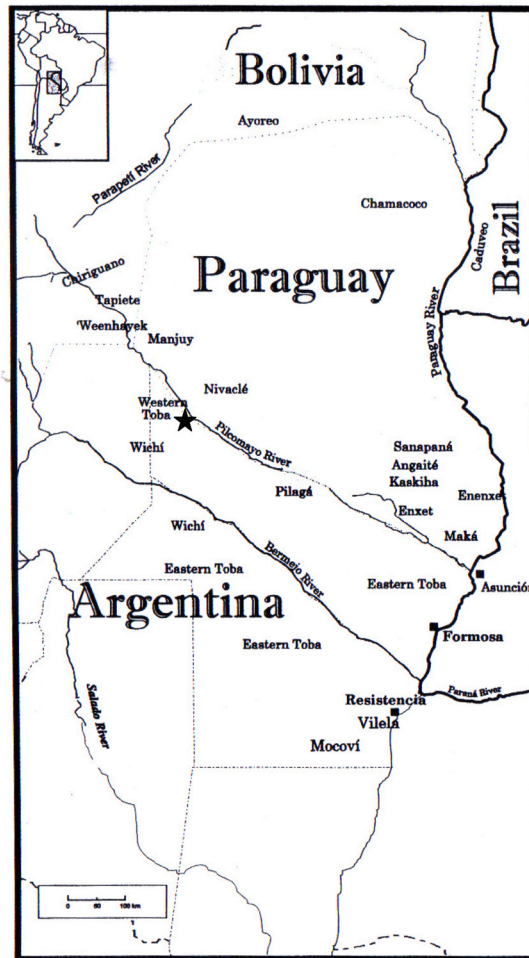 Bolivia
Ayoreo
Parapetí River
Chamacoco
Caduveo
Brazil
Paraguay
Chiriguano
Tapiete
'Weenhayek
Manjuy
Paraguay River
Nivaclé
Western
Toba
Wichí
Pilcomayo River
Sanapaná
Angaité
Kaskiha
Pilagá
Enenxet
Enxet
Wichí
Maká
Bermejo River
Eastern Toba
Eastern Toba
Asunción
Argentina
Formosa
Eastern Toba
Paraná River
Salado River
Resistencia
Vilela
Mocoví
0 50 100 km